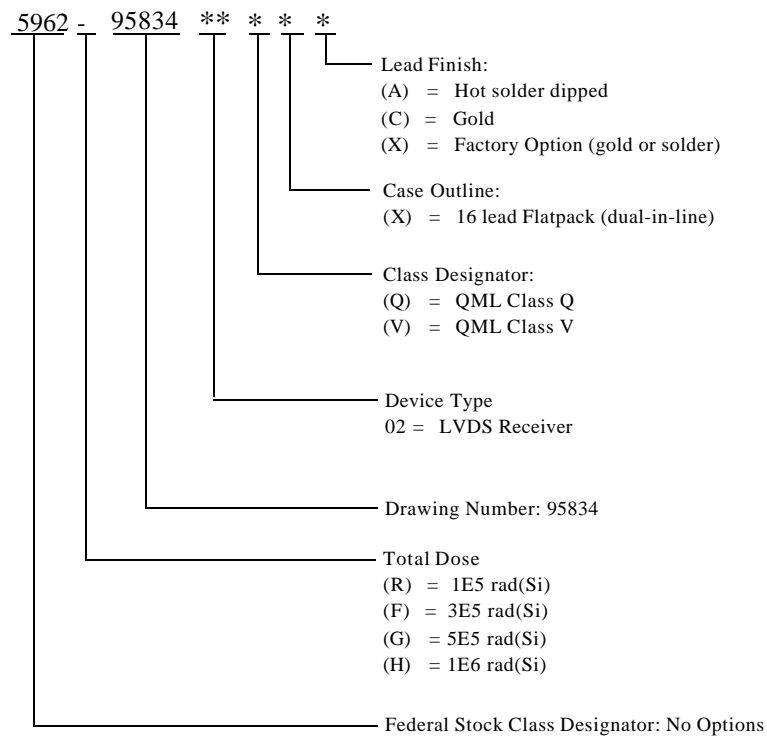 5962 - 95834 ** * * *
Lead Finish:
(A) = Hot solder dipped
(C) = Gold
(X) = Factory Option (gold or solder)
Case Outline:
(X) = 16 lead Flatpack (dual-in-line)
Class Designator:
(Q) = QML Class Q
(V) = QML Class V
Device Type
02 = LVDS Receiver
Drawing Number: 95834
Total Dose
(R) = 1E5 rad(Si)
(F) = 3E5 rad(Si)
(G) = 5E5 rad(Si)
(H) = 1E6 rad(Si)
Federal Stock Class Designator: No Options